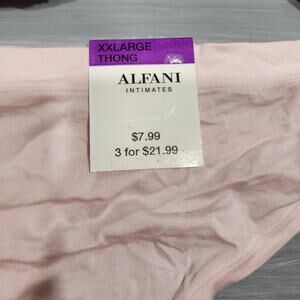 XXLARGE
THONG
ALFANI
INTIMATES
$7.99
3 for $21.99